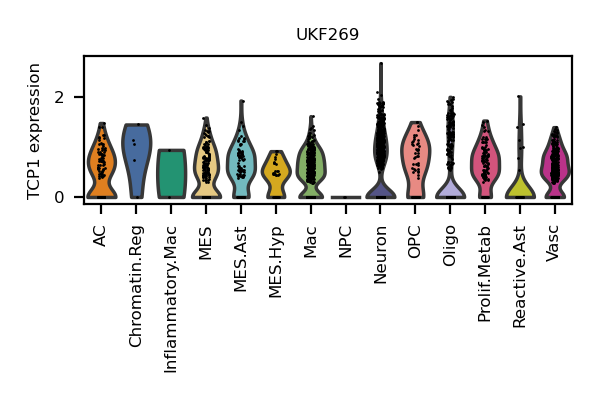 UKF269
TCP1 expression
2
0
AC
Chromatin.Reg
Inflammatory.Mac
MES
MES.Ast
MES.Hyp
Mac
NPC
Neuron
OPC
Oligo
Prolif.Metab
Reactive.Ast
Vasc